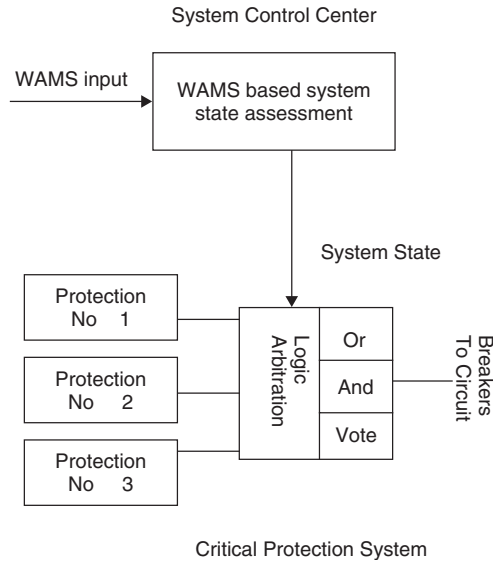 System Control Center
WAMS input
WAMS based system
state assessment
System State
Protection
No 1
Protection
No 2
Protection
No 3
Logic
Arbitration
Or
And
Vote
Breakers
To Circuit
Critical Protection System